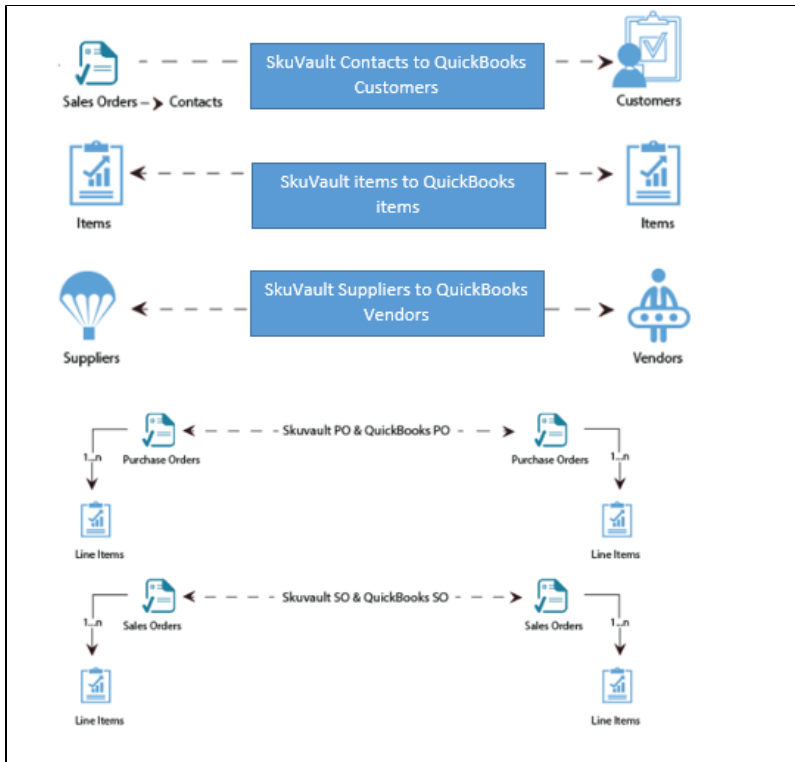 SkuVault Contacts to QuickBooks
Customers
Sales Orders – Contacts
Customers
SkuVault items to QuickBooks
items
Items
Items
SkuVault Suppliers to QuickBooks
Vendors
Suppliers
Vendors
Skuvault PO & QuickBooks PO
1...n
Purchase Orders
Purchase Orders
1...n
Line Items
Line Items
Skuvault SO & QuickBooks SO
1...n
Sales Orders
Sales Orders
1...n
Line Items
Line Items